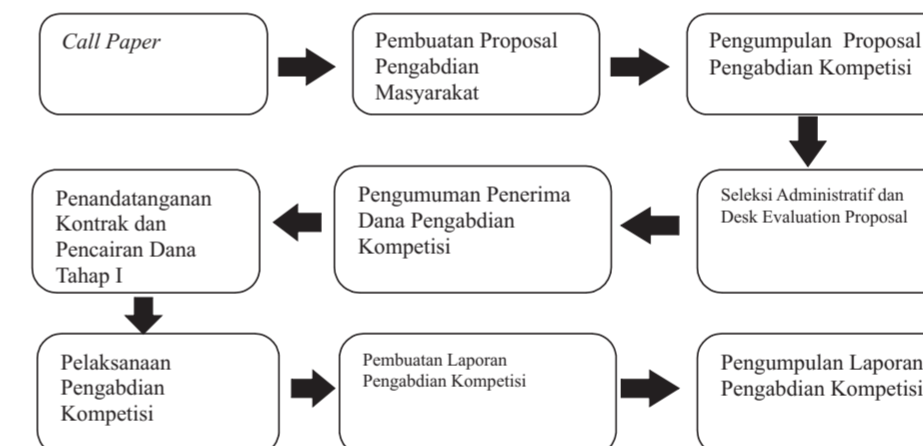 Call Paper
Pembuatan Proposal
Pengabdian
Masyarakat
Pengumpulan Proposal
Pengabdian Kompetisi
Seleksi Administratif dan
Desk Evaluation Proposal
Pengumuman Penerima
Dana Pengabdian
Kompetisi
Penandatanganan
Kontrak dan
Pencairan Dana
Tahap I
Pelaksanaan
Pengabdian
Kompetisi
Pembuatan Laporan
Pengabdian Kompetisi
Pengumpulan Laporan
Pengabdian Kompetisi